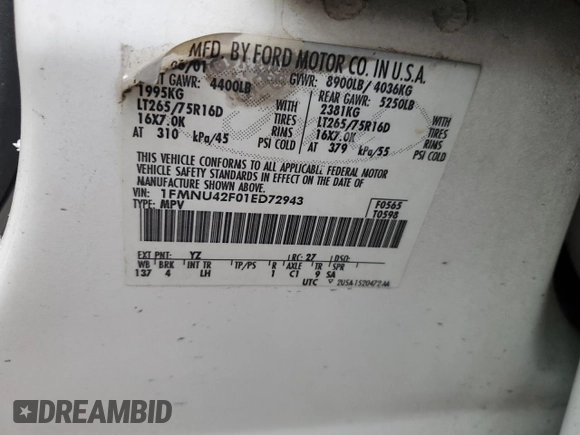 MFD. BY FORD MOTOR CO. IN U.S.A.
/01 GVWR: 8900LB/ 4036KG
GAWR: 4400LB REAR GAWR: 5250LB
1995KG WITH 2381KG WITH
LT265/75R16D TIRES LT265/75R16D TIRES
16X7.0K RIMS 16X7.0K RIMS
AT 310 kPa/45 PSI COLD AT 379 kPa/55 PSI COLD
THIS VEHICLE CONFORMS TO ALL APPLICABLE FEDERAL MOTOR
VEHICLE SAFETY STANDARDS IN EFFECT ON THE DATE OF
MANUFACTURE SHOWN ABOVE.
VIN: 1FMNU42F01ED72943
TYPE: MPV
F0565
T0598
EXT PNT: YZ RC: 27 DSO:
WB BRK INT TR TP/PS R AXLE TR SPR
137 4 LH 1 C1 9 SA
UTC 2U5A-1520472-AA
DREAMBID